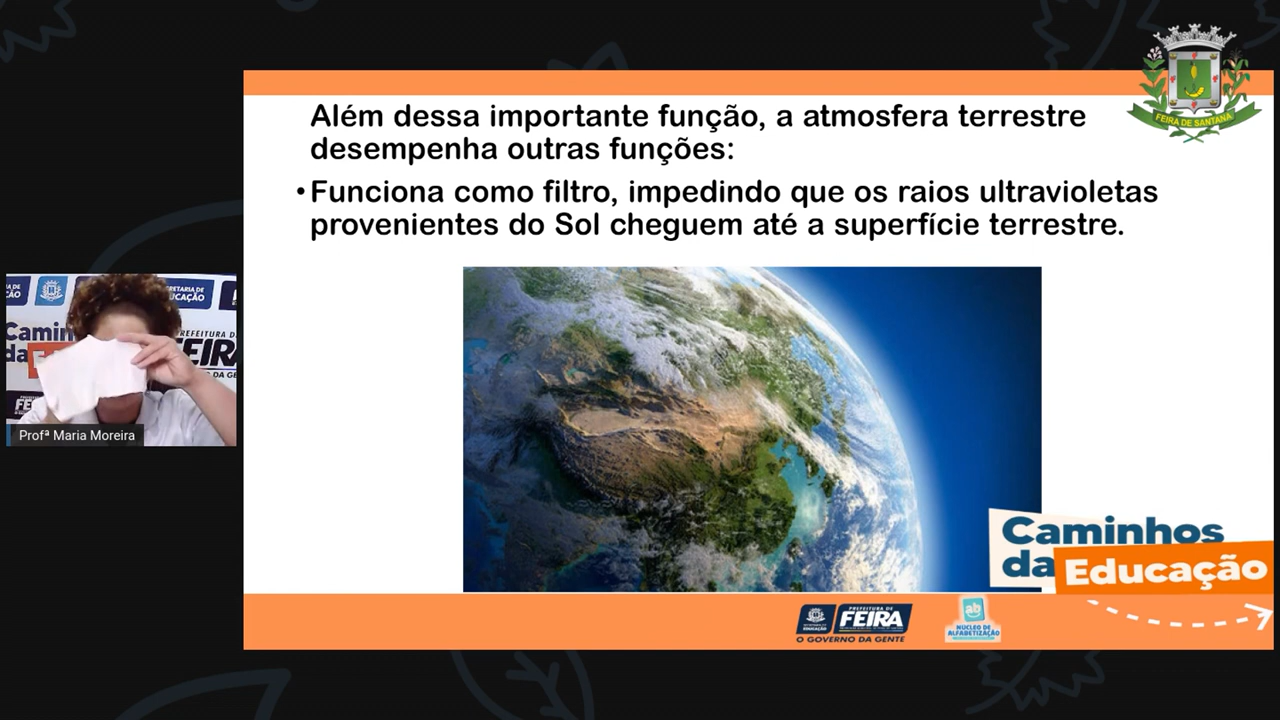 FEIRA DE SANTANA
Além dessa importante função, a atmosfera terrestre
desempenha outras funções:
• Funciona como filtro, impedindo que os raios ultravioletas
provenientes do Sol cheguem até a superfície terrestre.
Profª Maria Moreira
Caminhos
da Educação
PREFEITURA DE
FEIRA
O GOVERNO DA GENTE
NÚCLEO DE
ALFABETIZAÇÃO